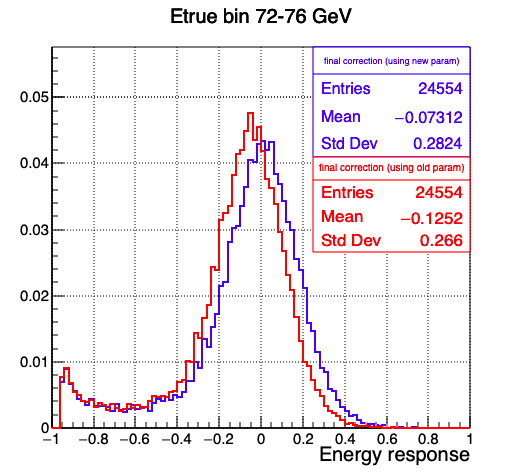 Etrue bin 72-76 GeV
final correction (using new param)
Entries 24554
Mean −0.07312
Std Dev 0.2824
final correction (using old param)
Entries 24554
Mean −0.1252
Std Dev 0.266
0.05
0.04
0.03
0.02
0.01
0
−1 −0.8 −0.6 −0.4 −0.2 0 0.2 0.4 0.6 0.8 1
Energy response